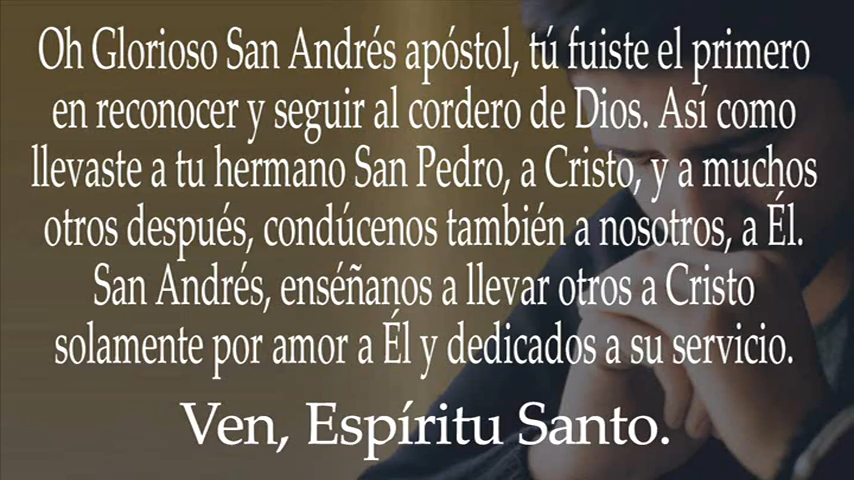 Oh Glorioso San Andrés apóstol, tú fuiste el primero
en reconocer y seguir al cordero de Dios. Así como
llevaste a tu hermano San Pedro, a Cristo, y a muchos
otros después, condúcenos también a nosotros, a Él.
San Andrés, enséñanos a llevar otros a Cristo
solamente por amor a Él y dedicados a su servicio.
Ven, Espíritu Santo.